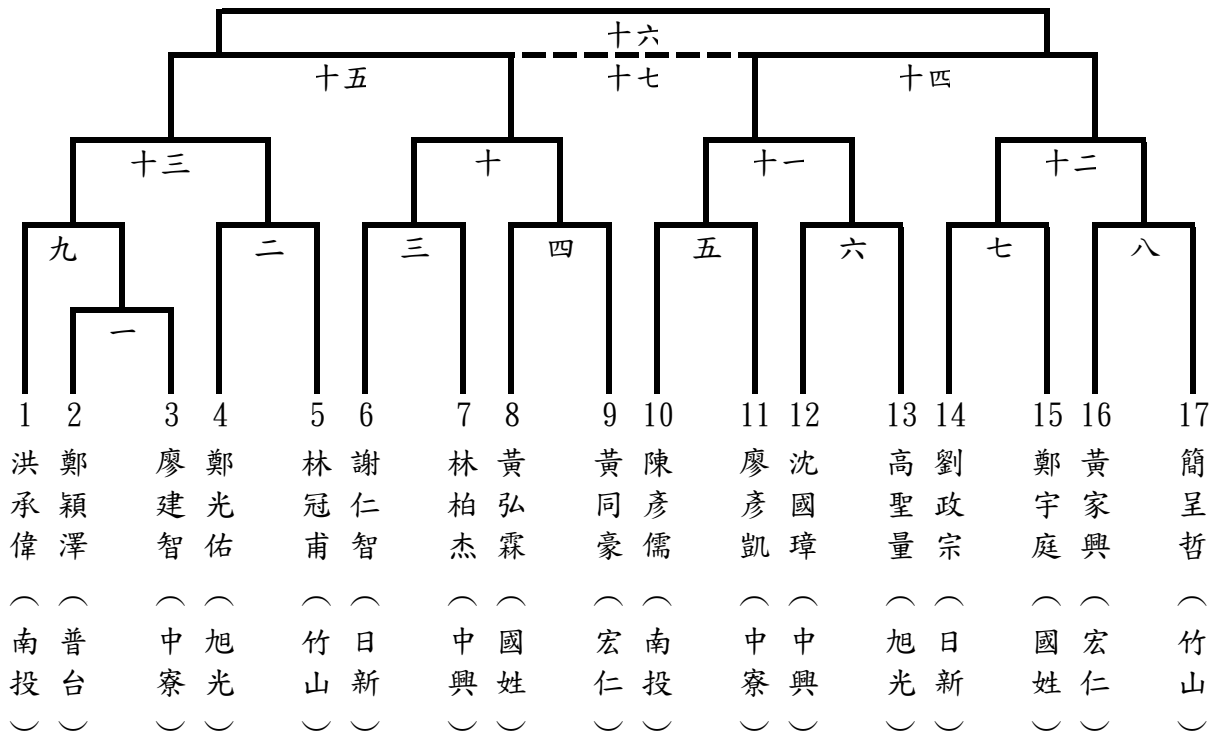 十六
十五
十七
十四
十三
十
十一
十二
九
二
三
四
五
六
七
八
一
1
2
3
4
5
6
7
8
9
10
11
12
13
14
15
16
17
洪承偉（南投）
鄭穎澤（普台）
廖建智（中寮）
鄭光佑（旭光）
林冠甫（竹山）
謝仁智（日新）
林柏杰（中興）
黃弘霖（國姓）
黃同豪（宏仁）
陳彥儒（南投）
廖彥凱（中寮）
沈國璋（中興）
高聖量（旭光）
劉政宗（日新）
鄭宇庭（國姓）
黃家興（宏仁）
簡呈哲（竹山）